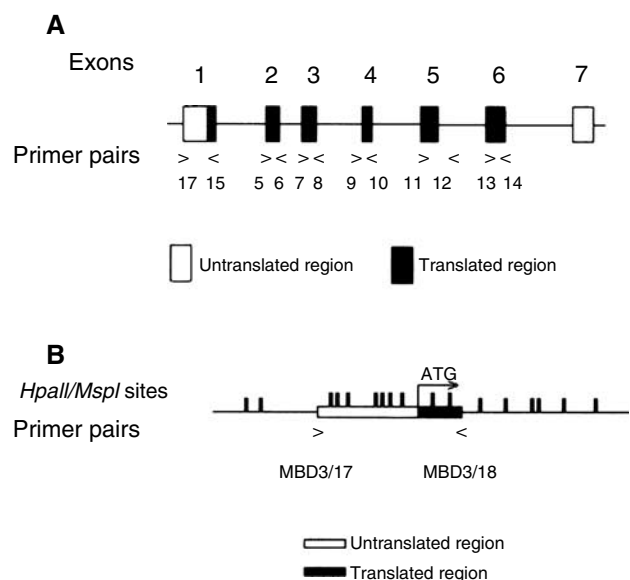 A
Exons 1 2 3 4 5 6 7
Primer pairs > < > < > < > < > < > <
17 15 5 6 7 8 9 10 11 12 13 14
Untranslated region Translated region
B
ATG
HpaII/MspI sites
Primer pairs > <
MBD3/17 MBD3/18
Untranslated region
Translated region